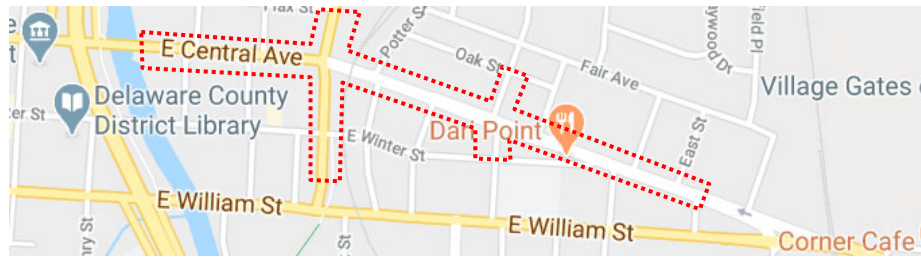 Potter S
E Central Ave
Oak St
Fair Ave
Village Gates
Delaware County
District Library
er St
Dari Point
E Winter St
East St
E William St
E William St
Corner Cafe